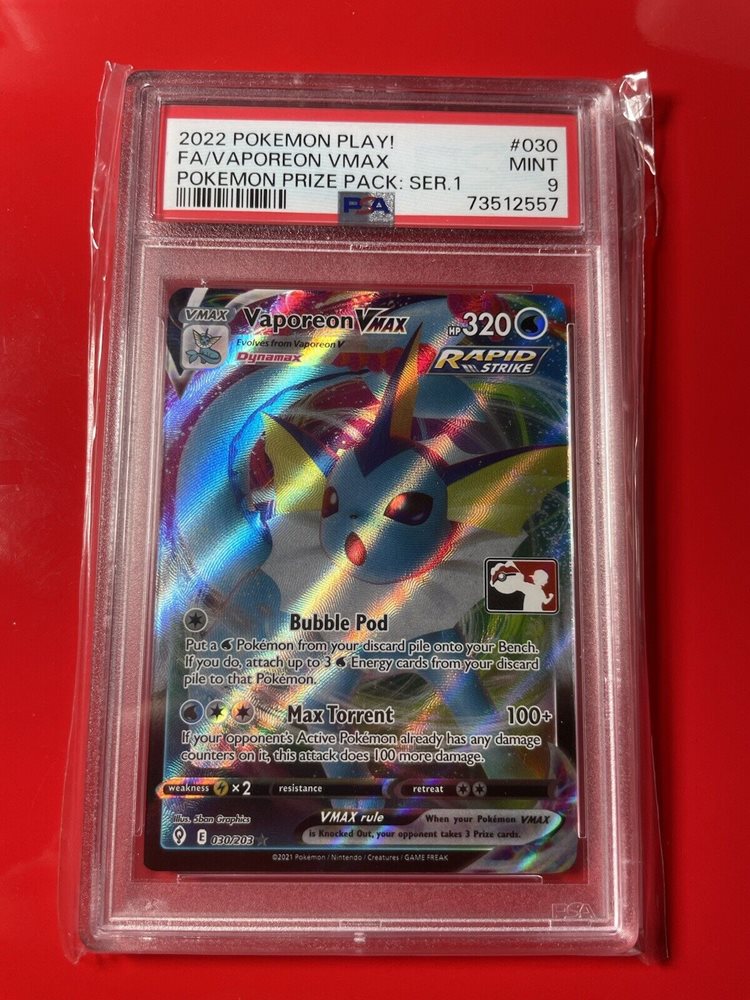 2022 POKEMON PLAY! #030
FA/VAPOREON VMAX MINT
POKEMON PRIZE PACK: SER.1 9
PSA 73512557
VMAX Vaporeon VMAX HP 320
Evolves from Vaporeon V
Dynamax RAPID STRIKE
Bubble Pod
Put a Pokémon from your discard pile onto your Bench.
If you do, attach up to 3 Energy cards from your discard
pile to that Pokémon.
Max Torrent 100+
If your opponent's Active Pokémon already has any damage
counters on it, this attack does 100 more damage.
weakness ×2 resistance retreat
Illus. 5ban Graphics VMAX rule When your Pokémon VMAX
is Knocked Out, your opponent takes 3 Prize cards.
E 030/203
©2021 Pokémon / Nintendo / Creatures / GAME FREAK
PSA